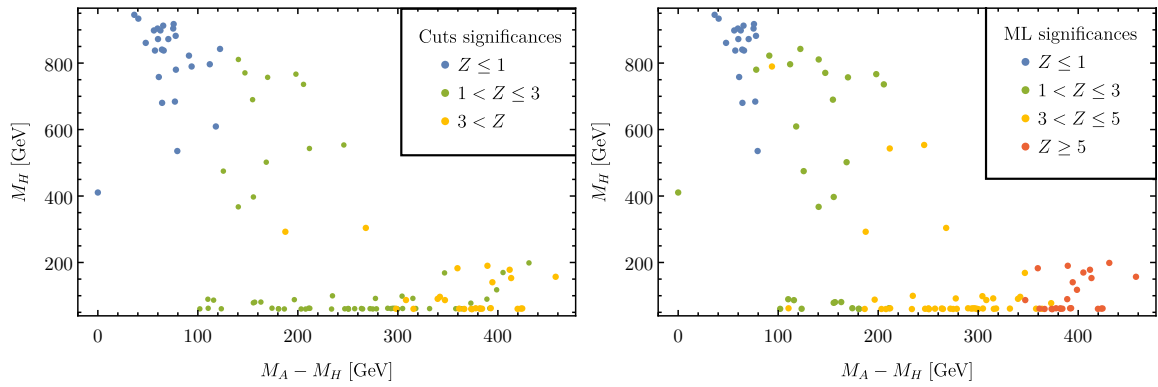 Cuts significances
Z ≤ 1
1 < Z ≤ 3
3 < Z
800
600
400
200
M_H [GeV]
0 100 200 300 400
M_A − M_H [GeV]
ML significances
Z ≤ 1
1 < Z ≤ 3
3 < Z ≤ 5
Z ≥ 5
800
600
400
200
M_H [GeV]
0 100 200 300 400
M_A − M_H [GeV]